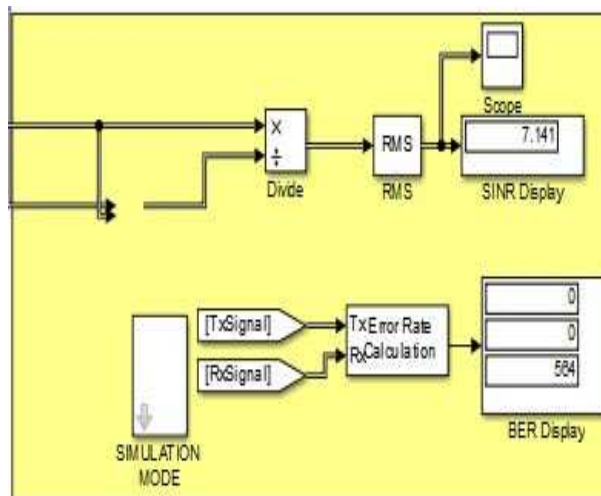 Scope
×
÷
Divide
RMS
RMS
7.141
SINR Display
[TxSignal]
[RxSignal]
Tx Error Rate
Rx Calculation
0
0
564
BER Display
SIMULATION
MODE